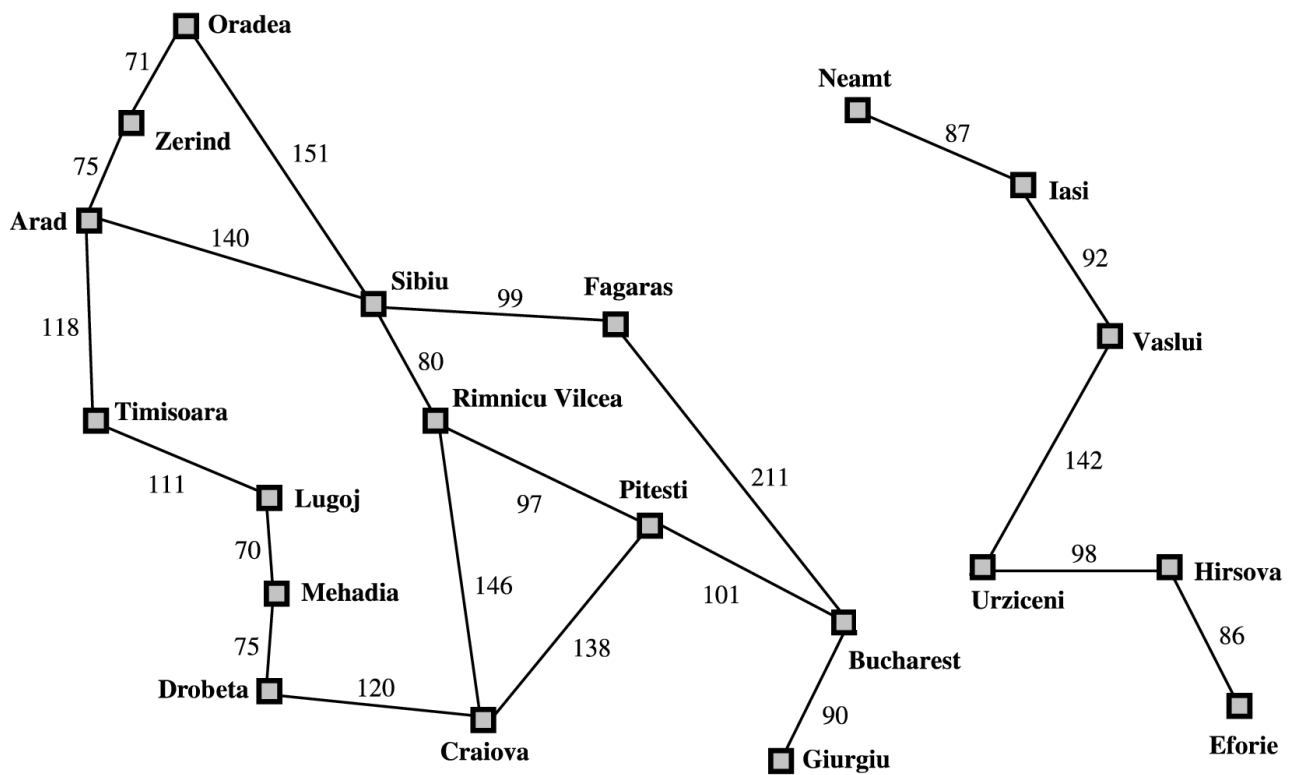 Oradea
71
Neamt
Zerind
87
151
75
Iasi
Arad
140
92
Sibiu
Fagaras
99
118
Vaslui
80
Timisoara
Rimnicu Vilcea
142
111
211
Lugoj
97
Pitesti
70
98
Hirsova
146
101
Mehadia
Urziceni
75
138
86
Bucharest
Drobeta
120
90
Craiova
Giurgiu
Eforie